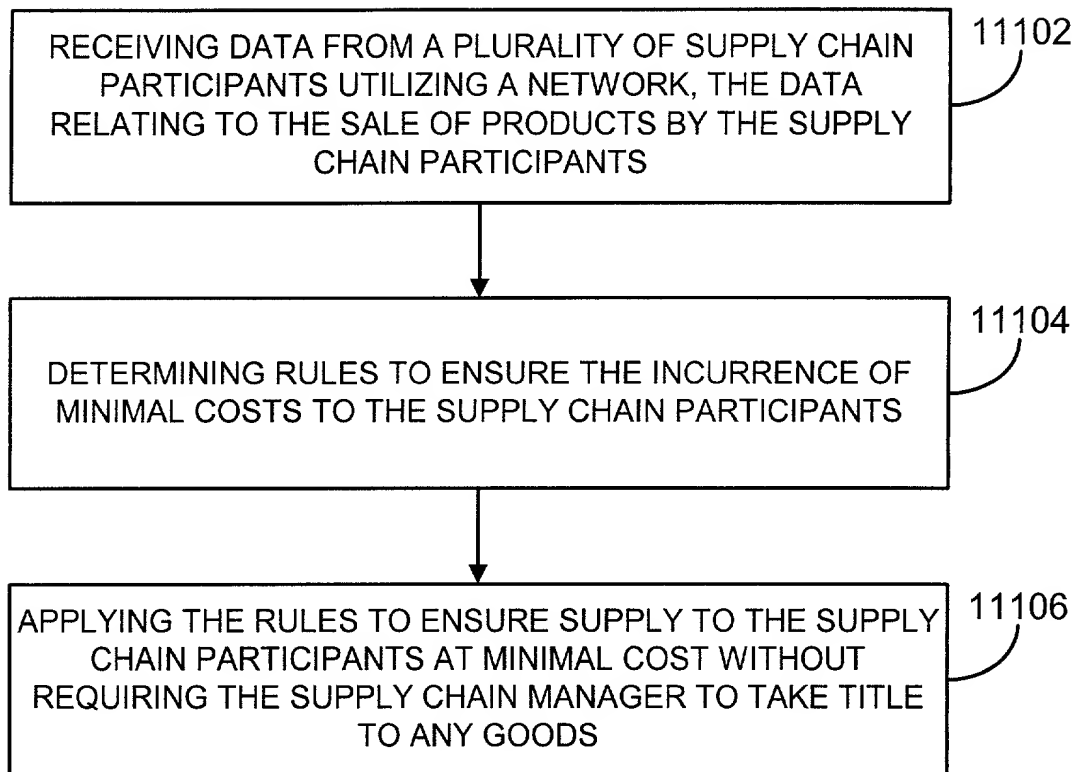 RECEIVING DATA FROM A PLURALITY OF SUPPLY CHAIN
PARTICIPANTS UTILIZING A NETWORK, THE DATA
RELATING TO THE SALE OF PRODUCTS BY THE SUPPLY
CHAIN PARTICIPANTS
11102
DETERMINING RULES TO ENSURE THE INCURRENCE OF
MINIMAL COSTS TO THE SUPPLY CHAIN PARTICIPANTS
11104
APPLYING THE RULES TO ENSURE SUPPLY TO THE SUPPLY
CHAIN PARTICIPANTS AT MINIMAL COST WITHOUT
REQUIRING THE SUPPLY CHAIN MANAGER TO TAKE TITLE
TO ANY GOODS
11106